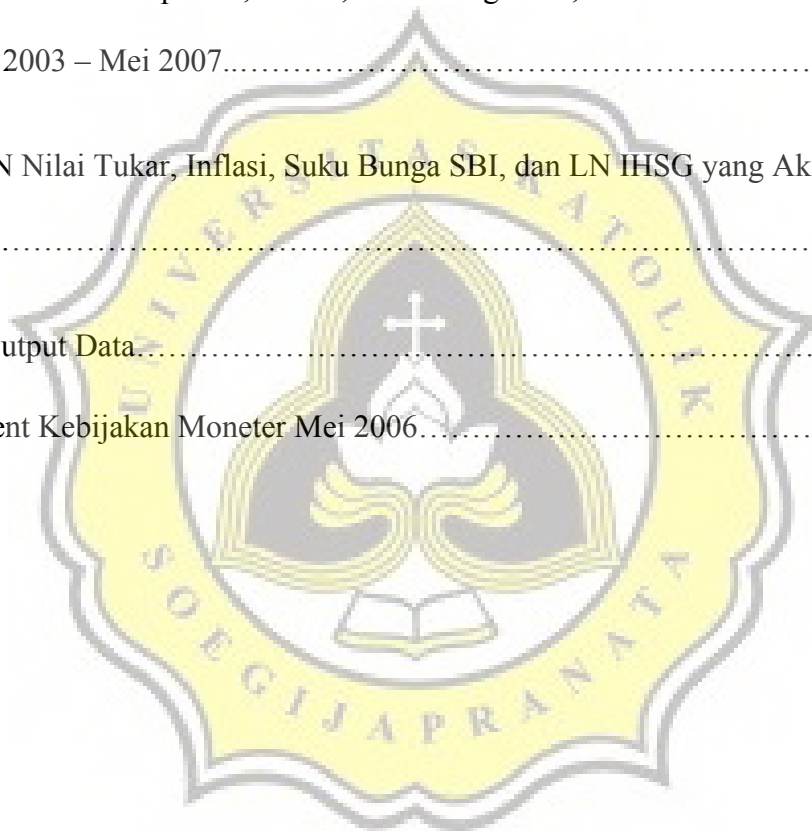 2003 – Mei 2007
N Nilai Tukar, Inflasi, Suku Bunga SBI, dan LN IHSG yang Ak
utput Data
ent Kebijakan Moneter Mei 2006
UNIVERSITAS KATOLIK
SOEGIJAPRANATA